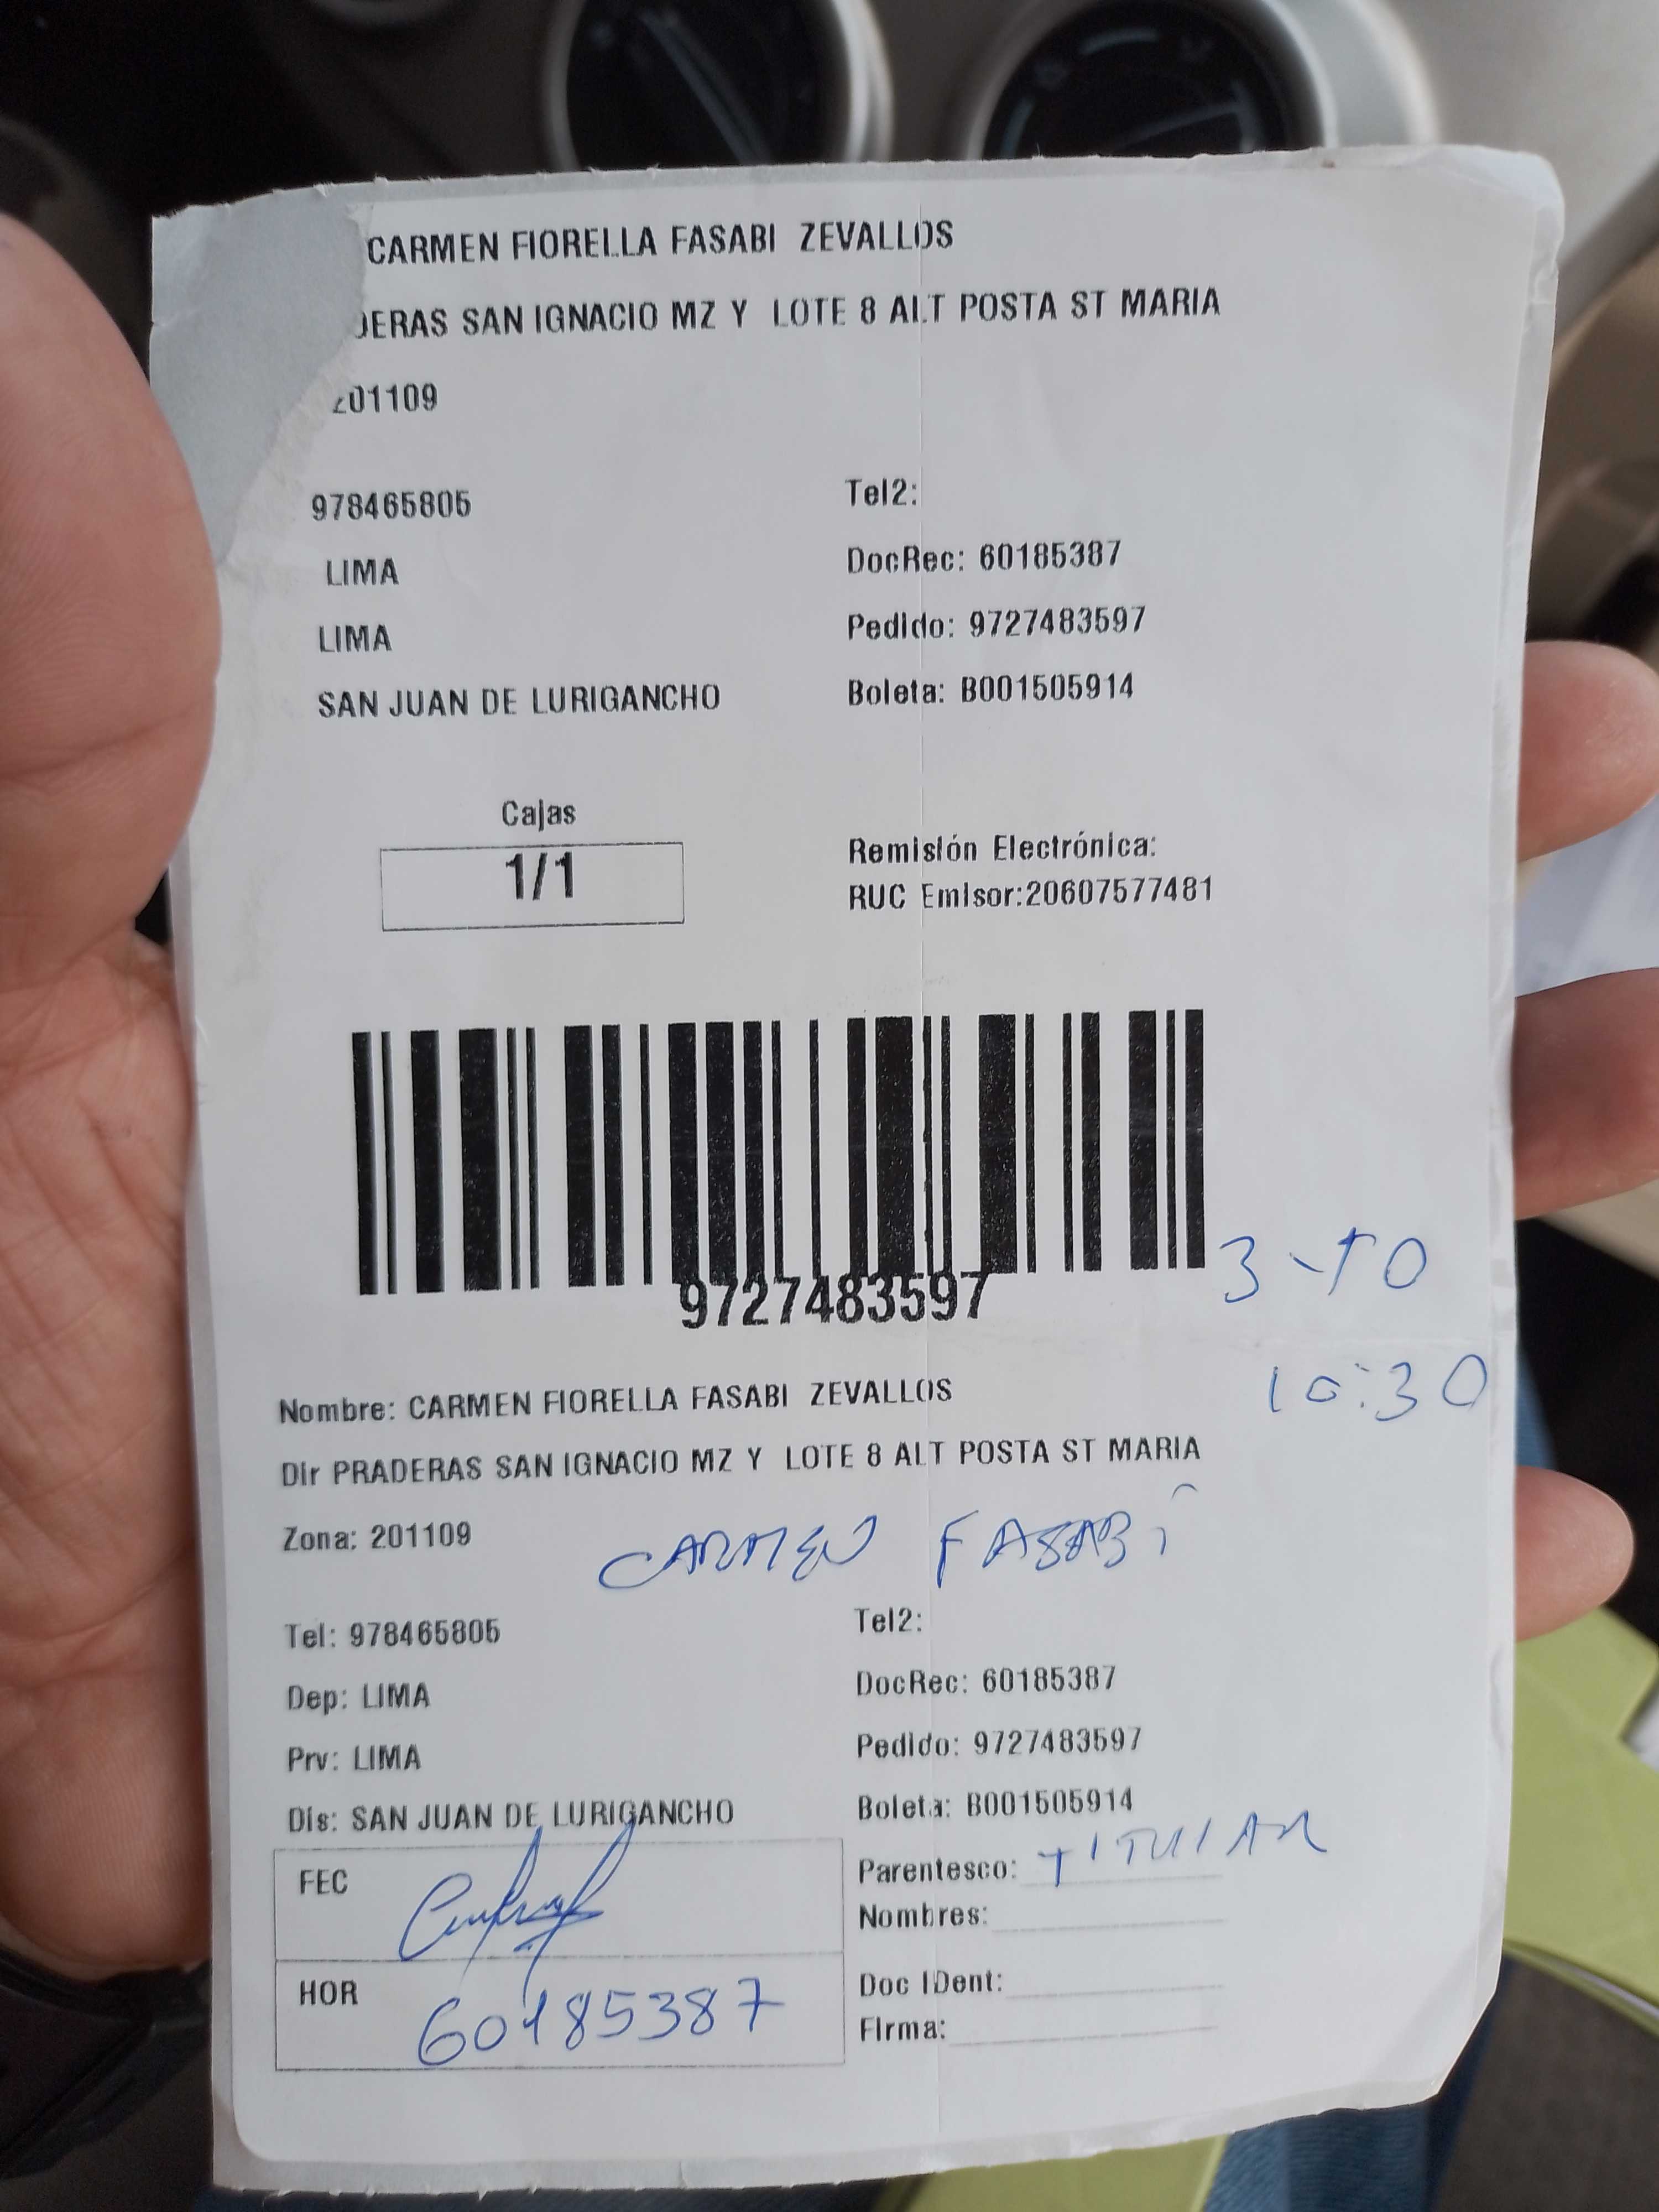 CARMEN FIORELLA FASABI ZEVALLOS
DERAS SAN IGNACIO MZ Y LOTE 8 ALT POSTA ST MARIA
201109
978465805
Tel2:
LIMA
DocRec: 60185387
LIMA
Pedido: 9727483597
SAN JUAN DE LURIGANCHO
Boleta: B001505914
Cajas
1/1
Remisión Electrónica:
RUC Emisor:20607577481
9727483597
3-10
10:30
Nombre: CARMEN FIORELLA FASABI ZEVALLOS
Dir PRADERAS SAN IGNACIO MZ Y LOTE 8 ALT POSTA ST MARIA
Zona: 201109
CARMEN FASABI
Tel: 978465805
Tel2:
Dep: LIMA
DocRec: 60185387
Prv: LIMA
Pedido: 9727483597
Dis: SAN JUAN DE LURIGANCHO
Boleta: B001505914
FEC
Parentesco: TITULAR
Nombres:
HOR
60185387
Doc IDent:
Firma: